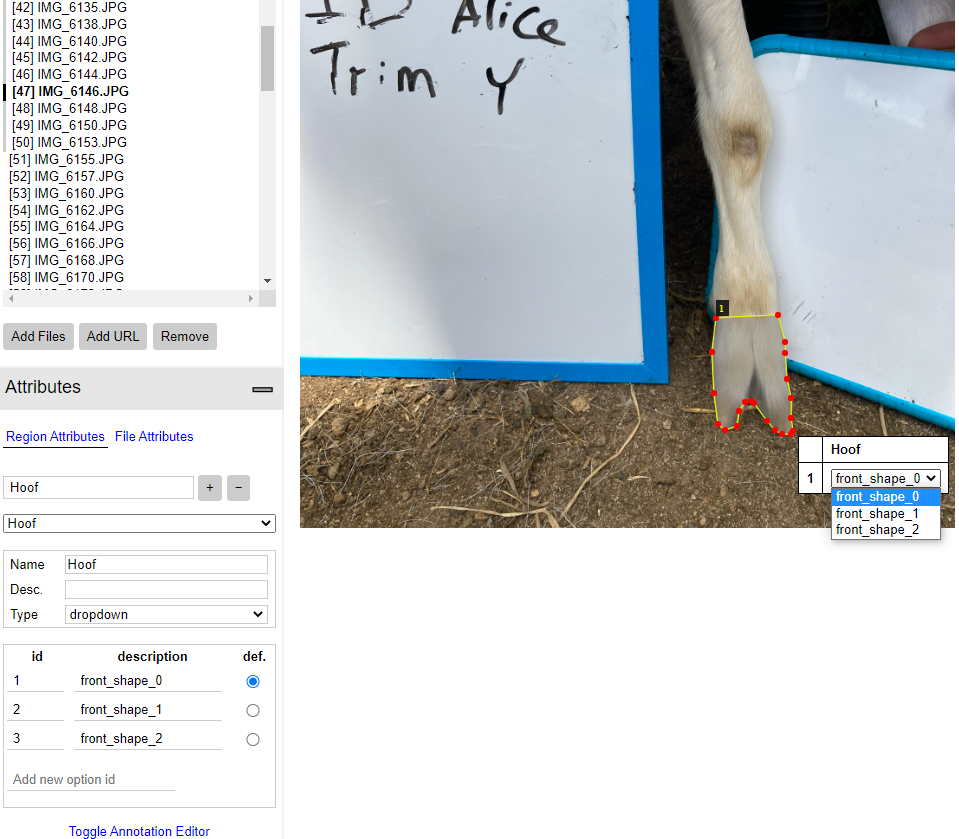 [42] IMG_6135.JPG
[43] IMG_6138.JPG
[44] IMG_6140.JPG
[45] IMG_6142.JPG
[46] IMG_6144.JPG
[47] IMG_6146.JPG
[48] IMG_6148.JPG
[49] IMG_6150.JPG
[50] IMG_6153.JPG
[51] IMG_6155.JPG
[52] IMG_6157.JPG
[53] IMG_6160.JPG
[54] IMG_6162.JPG
[55] IMG_6164.JPG
[56] IMG_6166.JPG
[57] IMG_6168.JPG
[58] IMG_6170.JPG
Add Files Add URL Remove
Attributes
Region Attributes File Attributes
Hoof + −
Hoof
Name Hoof
Desc.
Type dropdown
id description def.
1 front_shape_0
2 front_shape_1
3 front_shape_2
Add new option id
Toggle Annotation Editor
ID Alice
Trim Y
1
Hoof
1 front_shape_0
front_shape_0
front_shape_1
front_shape_2